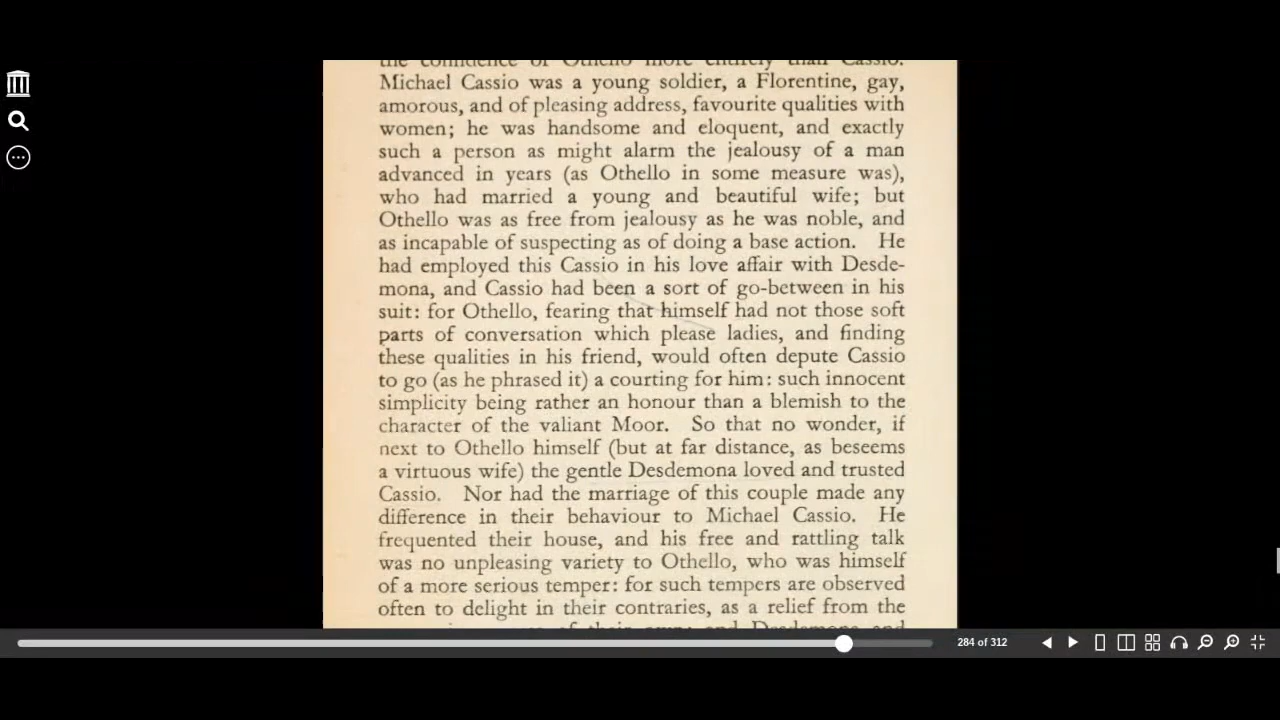 the confidence of Othello more entirely than Cassio.
Michael Cassio was a young soldier, a Florentine, gay,
amorous, and of pleasing address, favourite qualities with
women; he was handsome and eloquent, and exactly
such a person as might alarm the jealousy of a man
advanced in years (as Othello in some measure was),
who had married a young and beautiful wife; but
Othello was as free from jealousy as he was noble, and
as incapable of suspecting as of doing a base action. He
had employed this Cassio in his love affair with Desde-
mona, and Cassio had been a sort of go-between in his
suit: for Othello, fearing that himself had not those soft
parts of conversation which please ladies, and finding
these qualities in his friend, would often depute Cassio
to go (as he phrased it) a courting for him: such innocent
simplicity being rather an honour than a blemish to the
character of the valiant Moor. So that no wonder, if
next to Othello himself (but at far distance, as beseems
a virtuous wife) the gentle Desdemona loved and trusted
Cassio. Nor had the marriage of this couple made any
difference in their behaviour to Michael Cassio. He
frequented their house, and his free and rattling talk
was no unpleasing variety to Othello, who was himself
of a more serious temper: for such tempers are observed
often to delight in their contraries, as a relief from the
284 of 312